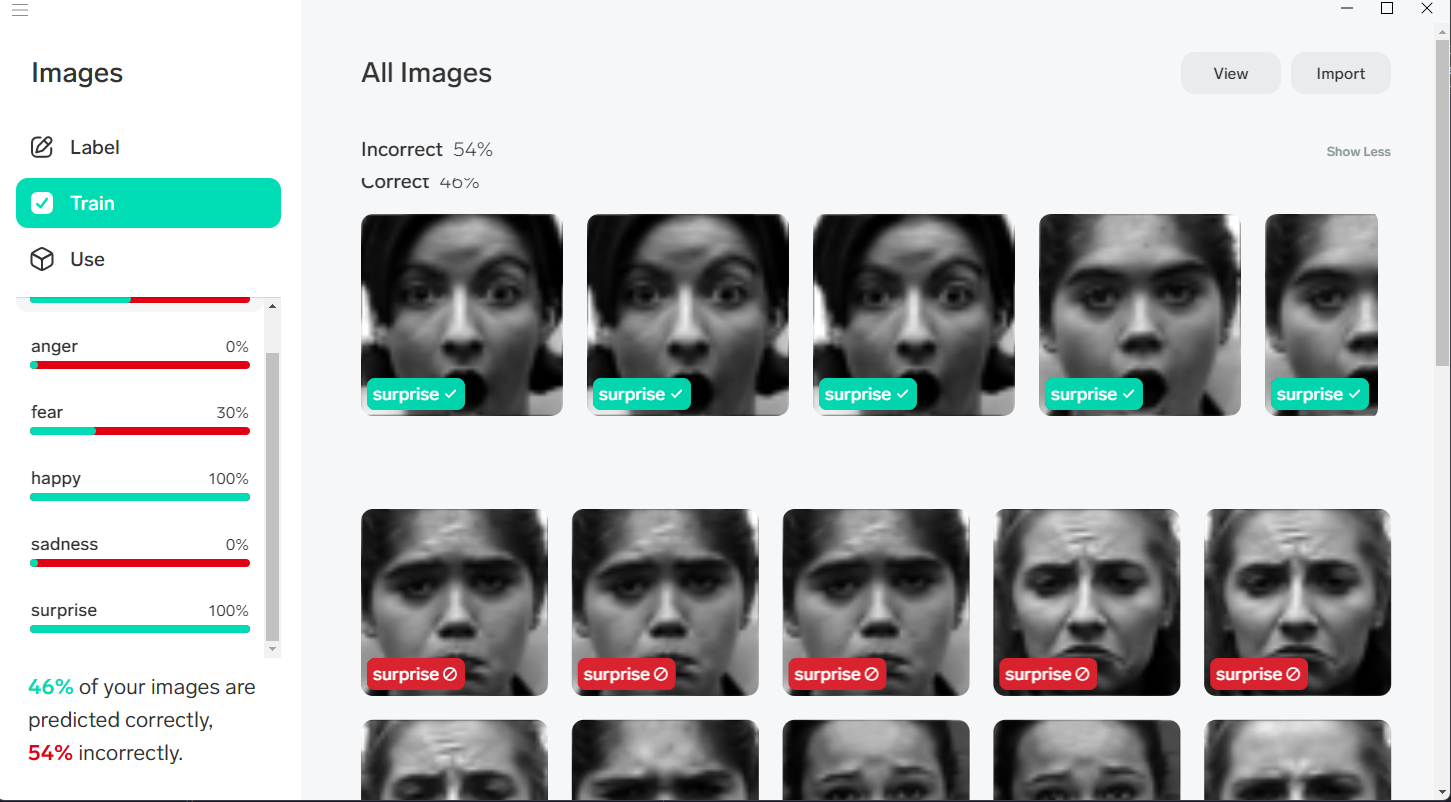 Images
Label
Train
Use
anger 0%
fear 30%
happy 100%
sadness 0%
surprise 100%
46% of your images are
predicted correctly,
54% incorrectly.
All Images
View
Import
Incorrect 54%
Show Less
Correct 46%
surprise
surprise
surprise
surprise
surprise
surprise
surprise
surprise
surprise
surprise